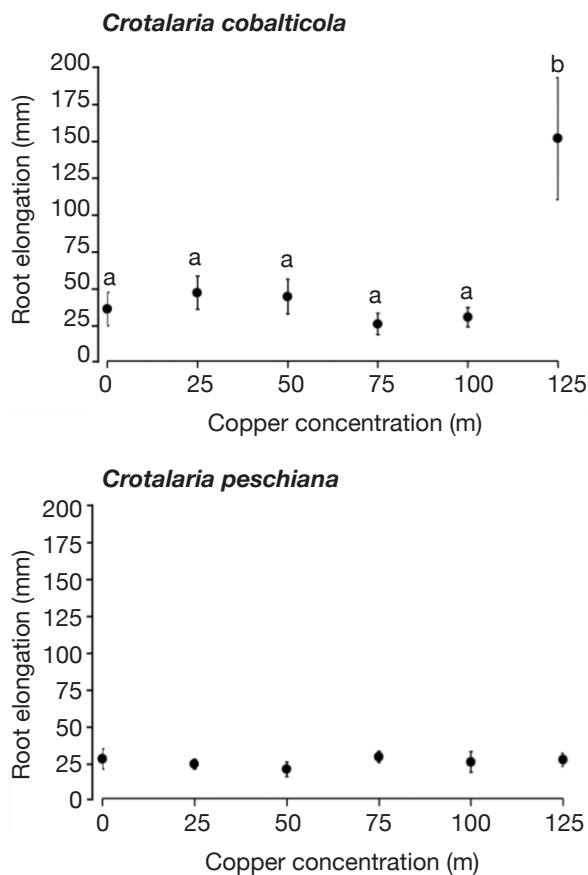 Crotalaria cobalticola
200
175
150
125
100
75
50
25
0
Root elongation (mm)
a
a
a
a
a
b
0 25 50 75 100 125
Copper concentration (m)
Crotalaria peschiana
200
175
150
125
100
75
50
25
0
Root elongation (mm)
0 25 50 75 100 125
Copper concentration (m)